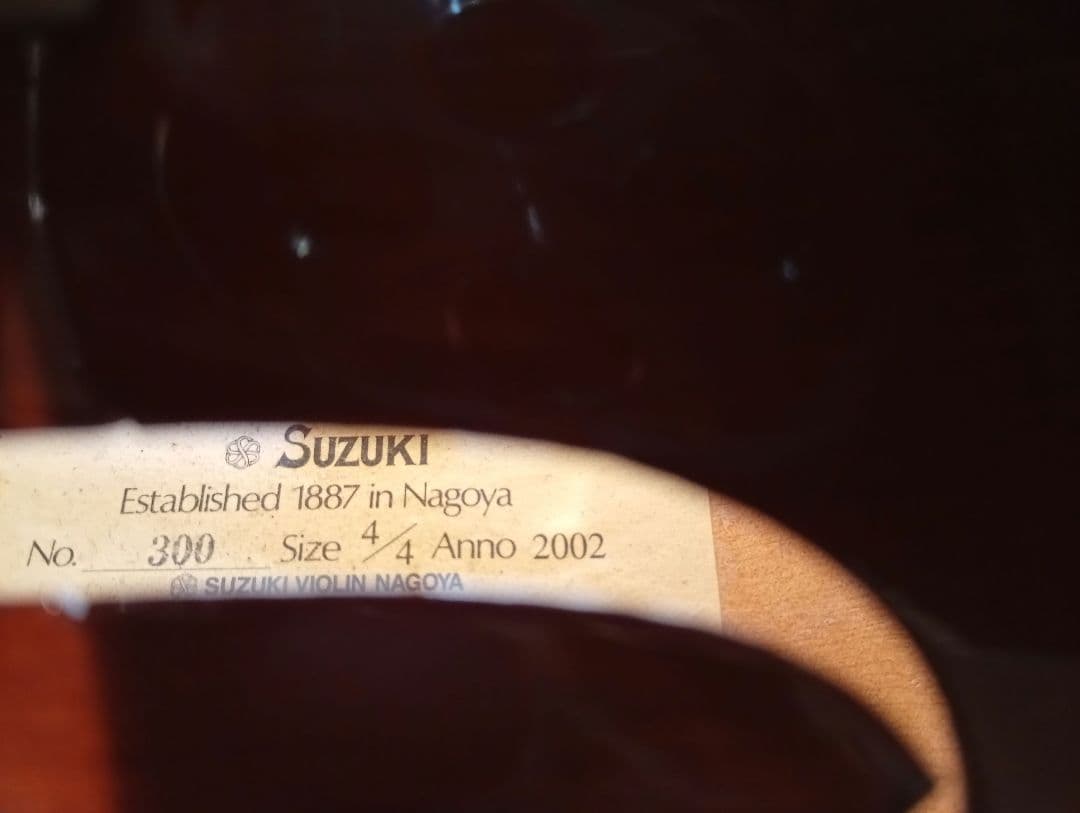 SUZUKI
Established 1887 in Nagoya
No. 300 Size 4/4 Anno 2002
SUZUKI VIOLIN NAGOYA